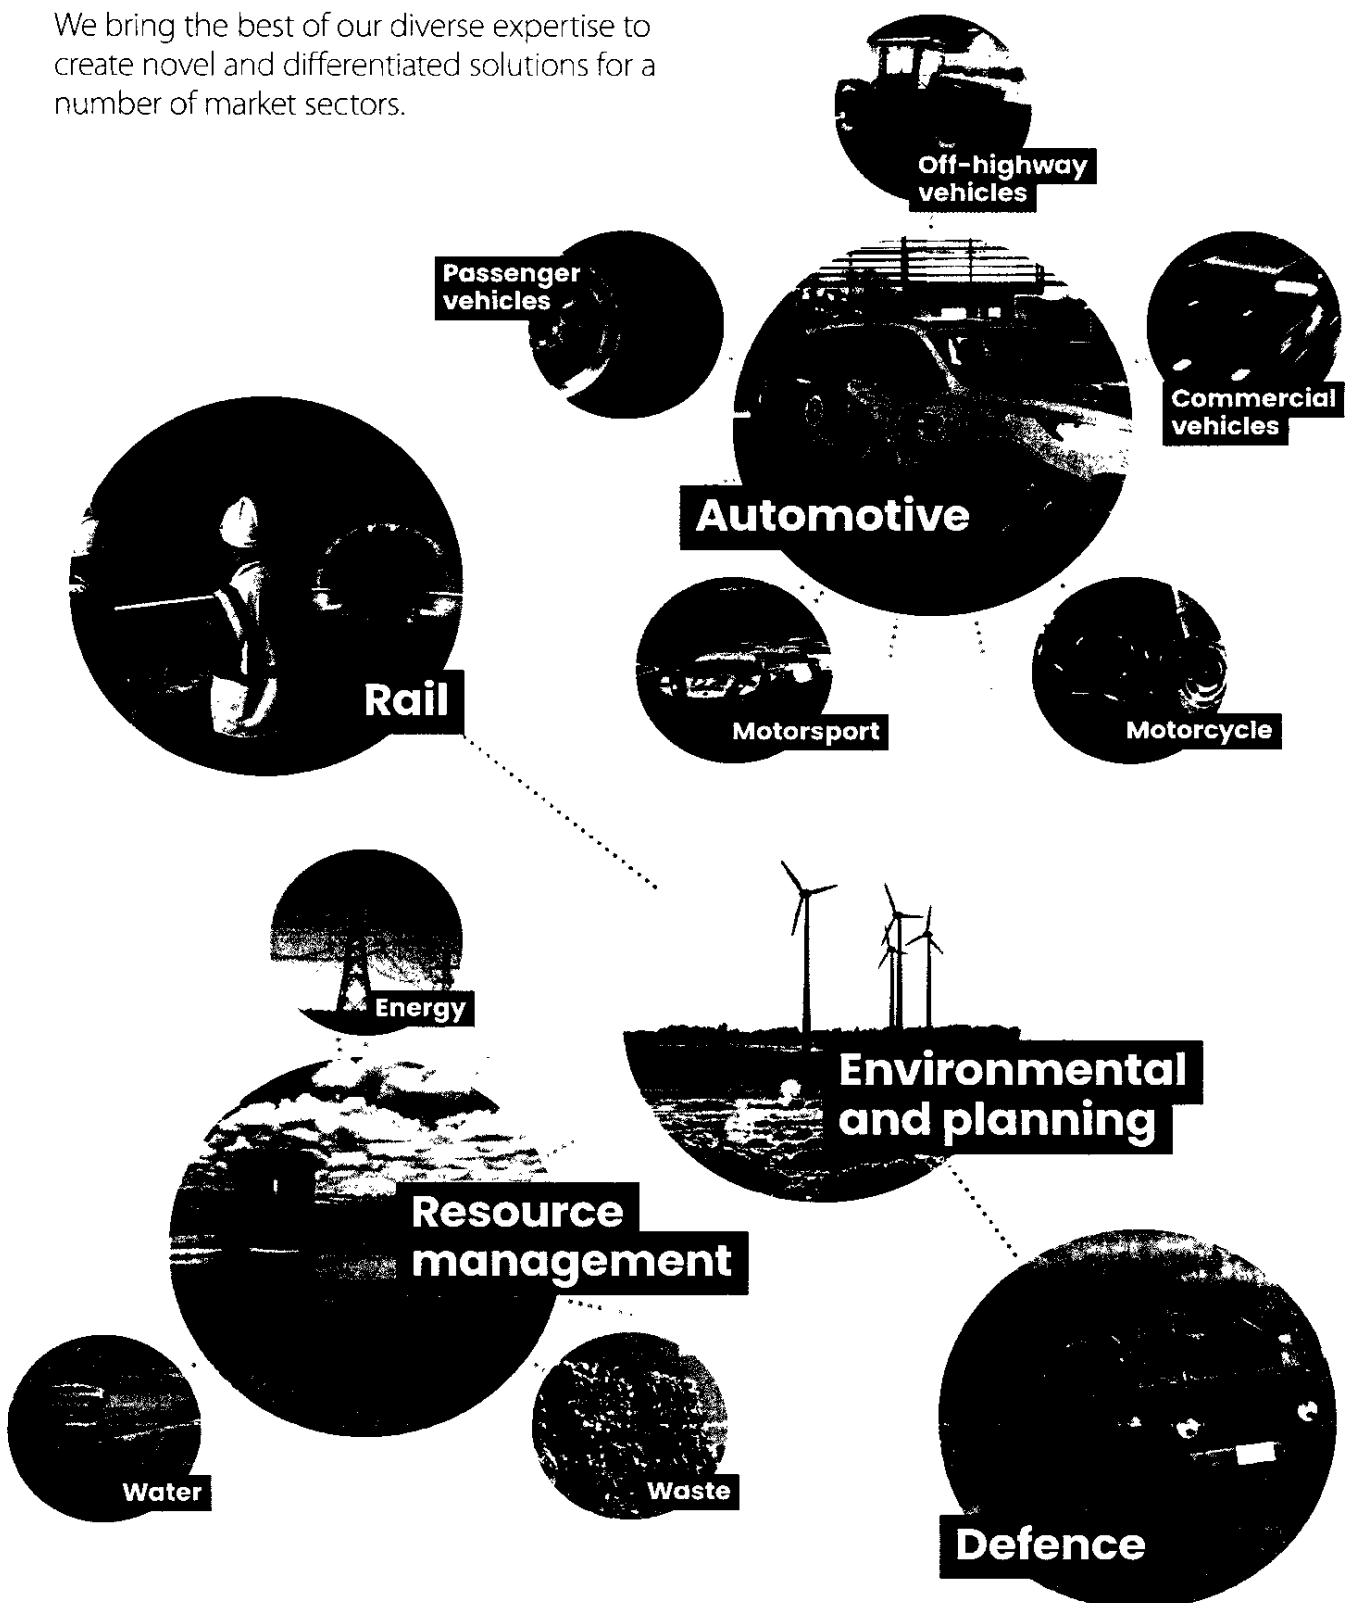 We bring the best of our diverse expertise to
create novel and differentiated solutions for a
number of market sectors.
Off-highway
vehicles
Passenger
vehicles
Commercial
vehicles
Automotive
Rail
Motorsport
Motorcycle
Energy
Environmental
and planning
Resource
management
Water
Waste
Defence